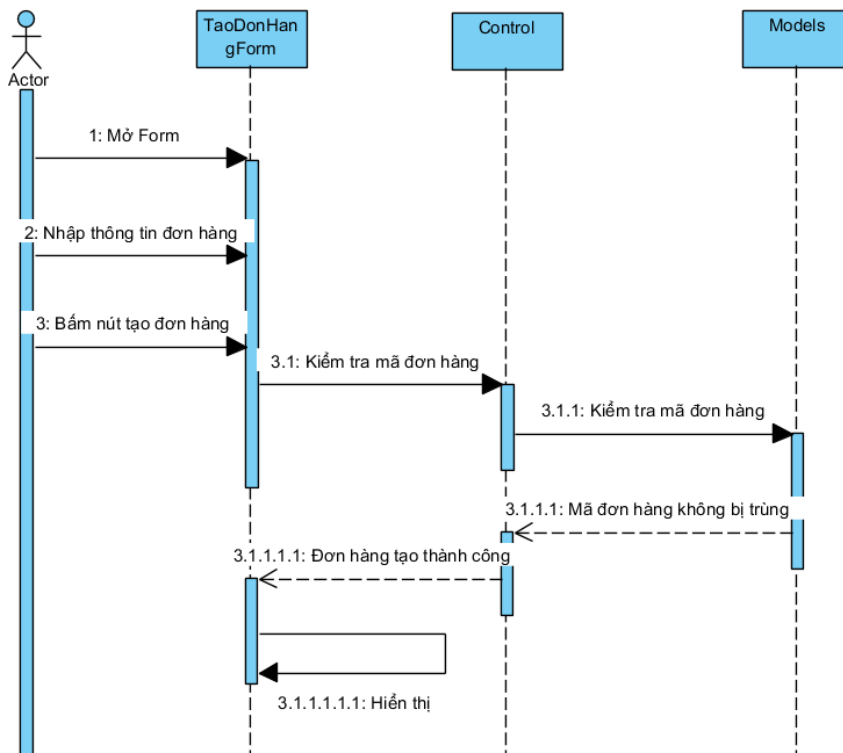 Actor
TaoDonHan
gForm
Control
Models
1: Mở Form
2: Nhập thông tin đơn hàng
3: Bấm nút tạo đơn hàng
3.1: Kiểm tra mã đơn hàng
3.1.1: Kiểm tra mã đơn hàng
3.1.1.1: Mã đơn hàng không bị trùng
3.1.1.1.1: Đơn hàng tạo thành công
3.1.1.1.1.1: Hiển thị